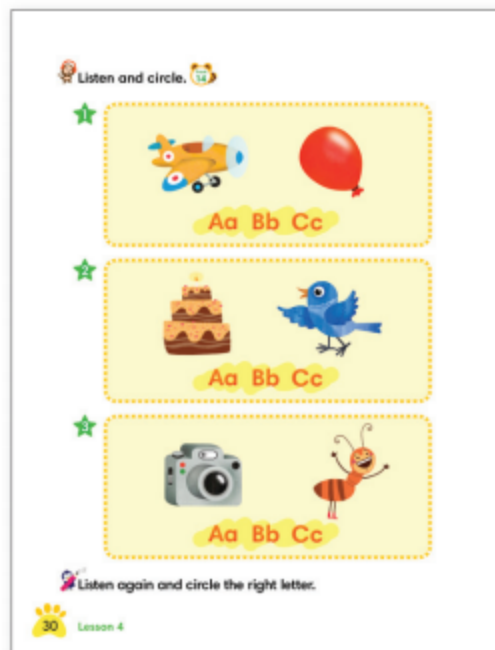 Listen and circle.
14
1
Aa Bb Cc
2
Aa Bb Cc
3
Aa Bb Cc
Listen again and circle the right letter.
30 Lesson 4